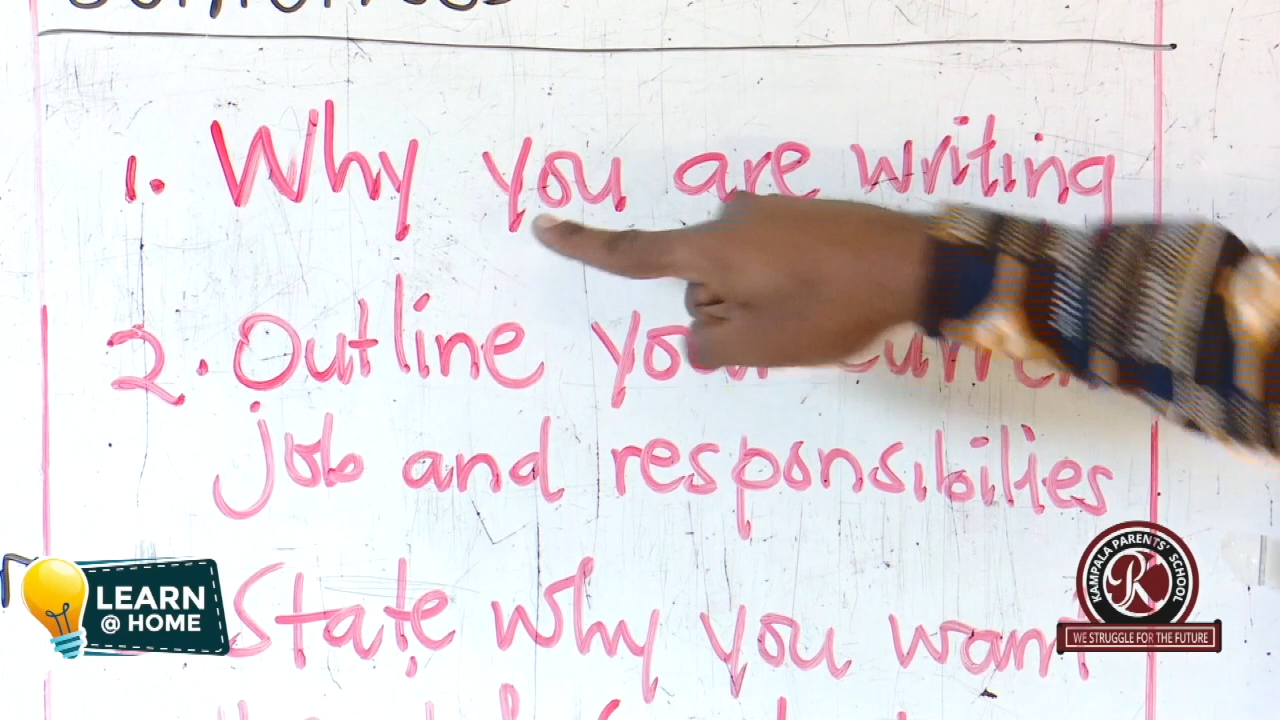 1. Why you are writing
2. Outline your
job and responsibilies
State why you want
LEARN
@ HOME
KAMPALA PARENTS' SCHOOL
WE STRUGGLE FOR THE FUTURE